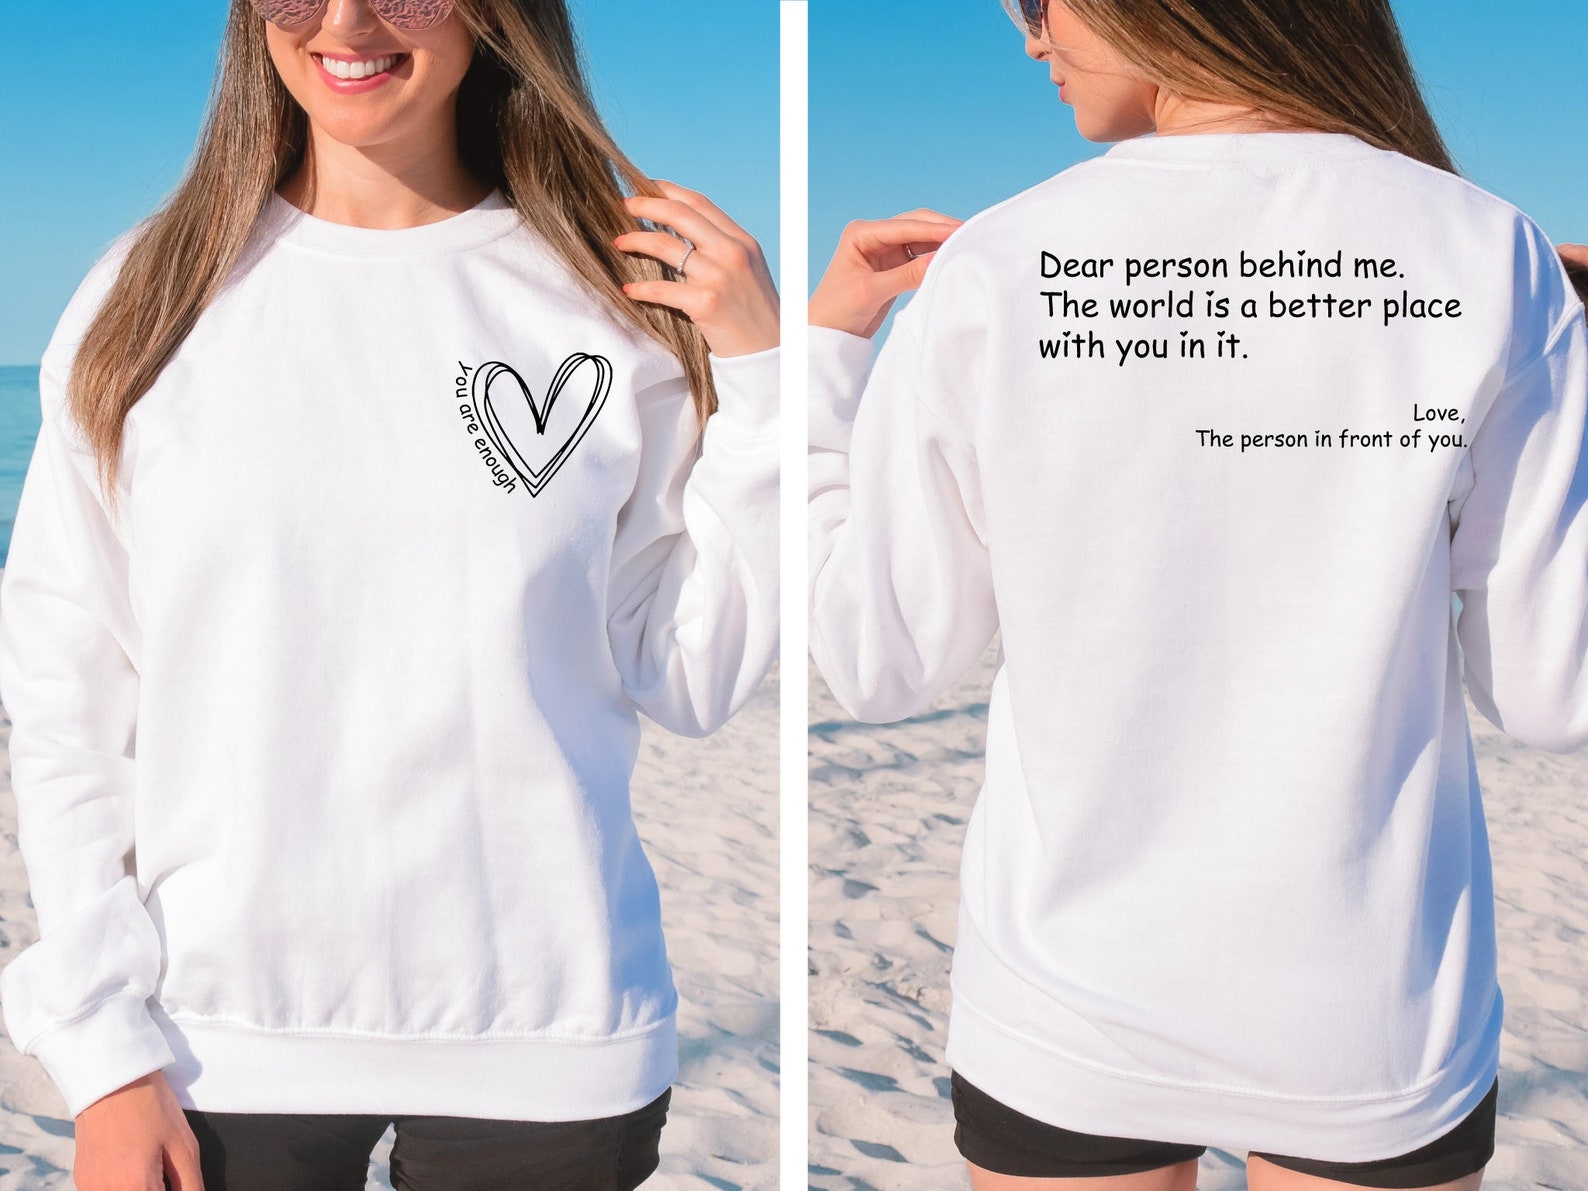 you are enough
Dear person behind me.
The world is a better place
with you in it.
Love,
The person in front of you.